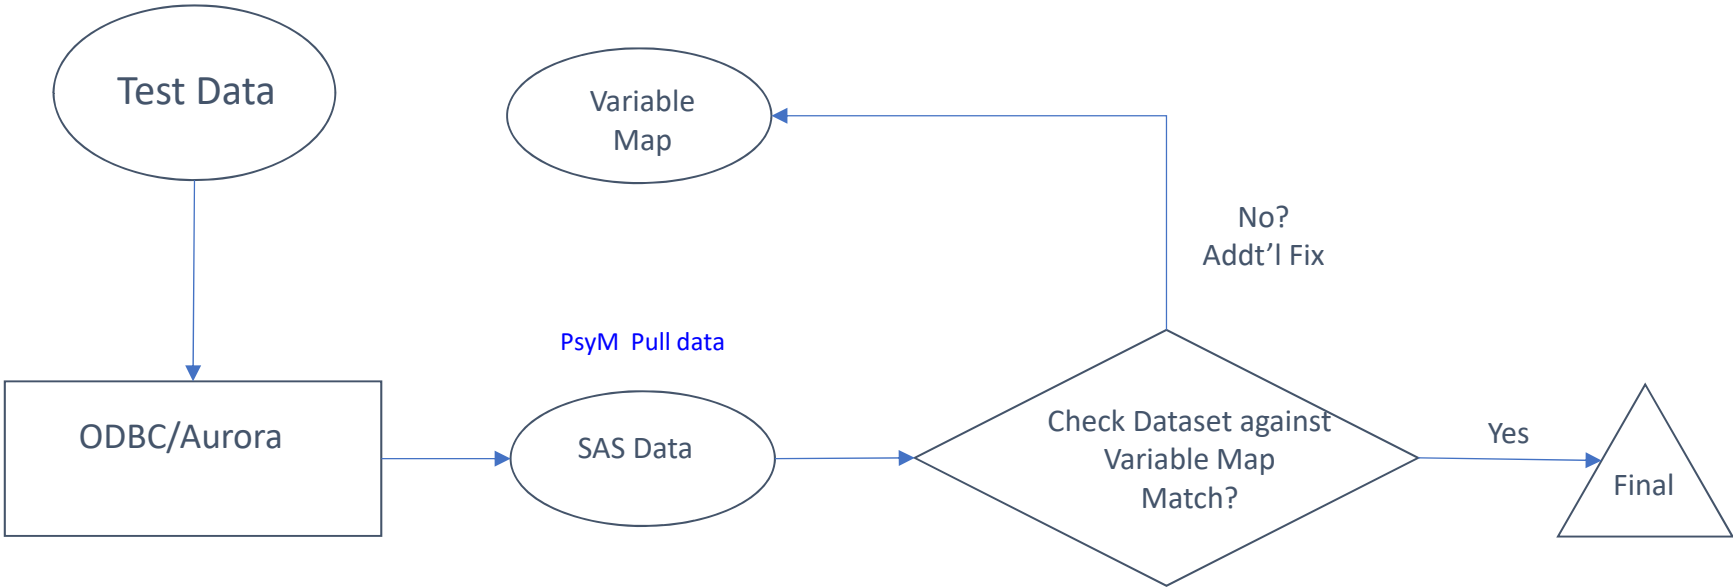 Test Data
Variable
Map
No?
Addt’l Fix
PsyM  Pull data
ODBC/Aurora
SAS Data
Check Dataset against
Variable Map
Match?
Yes
Final